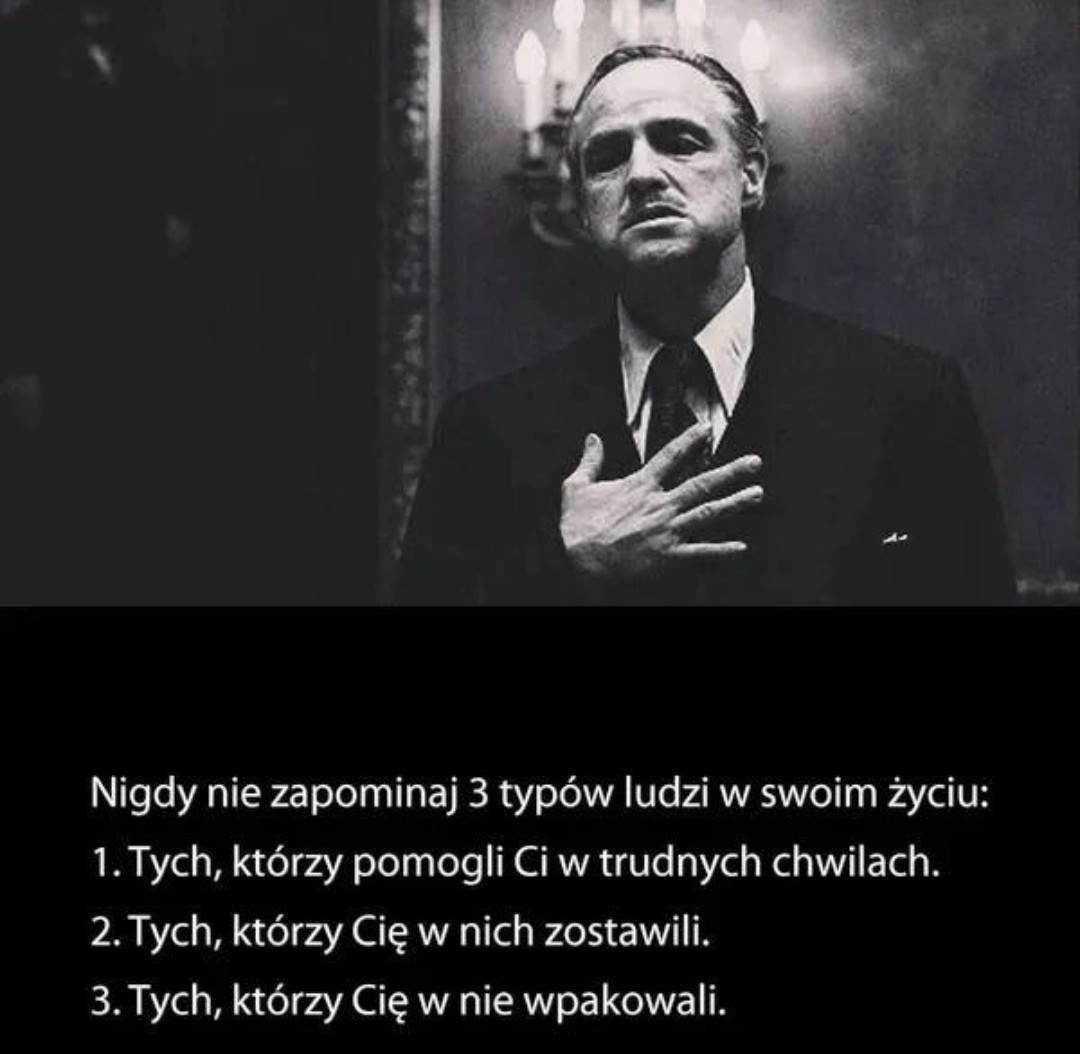 Nigdy nie zapominaj 3 typów ludzi w swoim życiu:
1. Tych, którzy pomogli Ci w trudnych chwilach.
2. Tych, którzy Cię w nich zostawili.
3. Tych, którzy Cię w nie wpakowali.